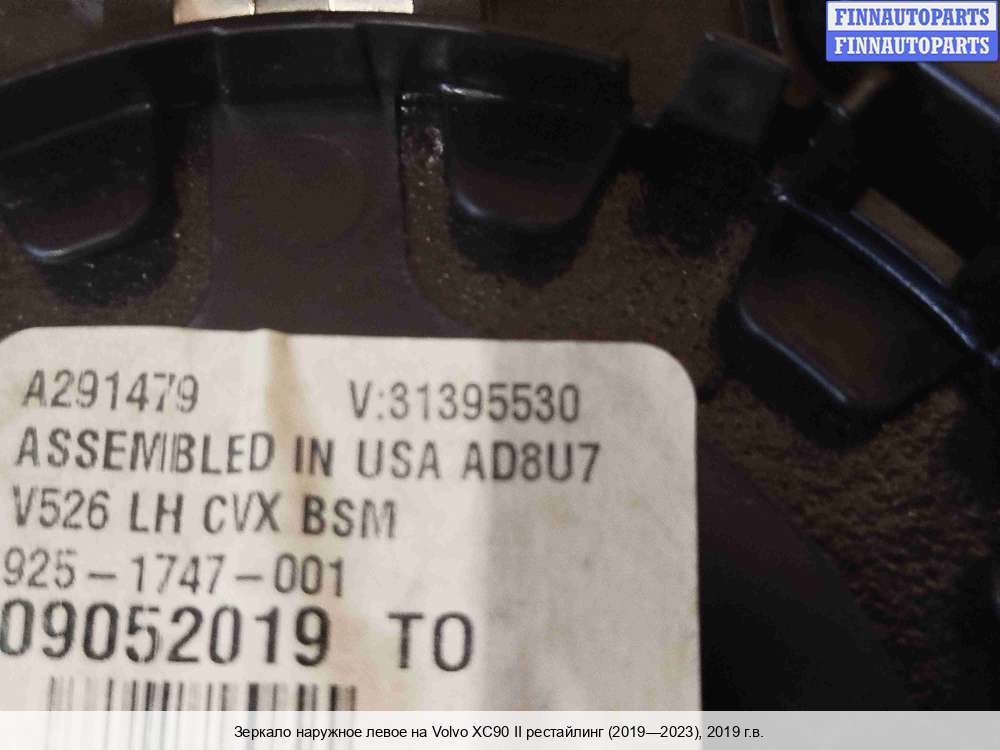 FINNAUTOPARTS
FINNAUTOPARTS
A291479 V:31395530
ASSEMBLED IN USA AD8U7
V526 LH CVX BSM
925-1747-001
09052019 TO
Зеркало наружное левое на Volvo XC90 II рестайлинг (2019—2023), 2019 г.в.